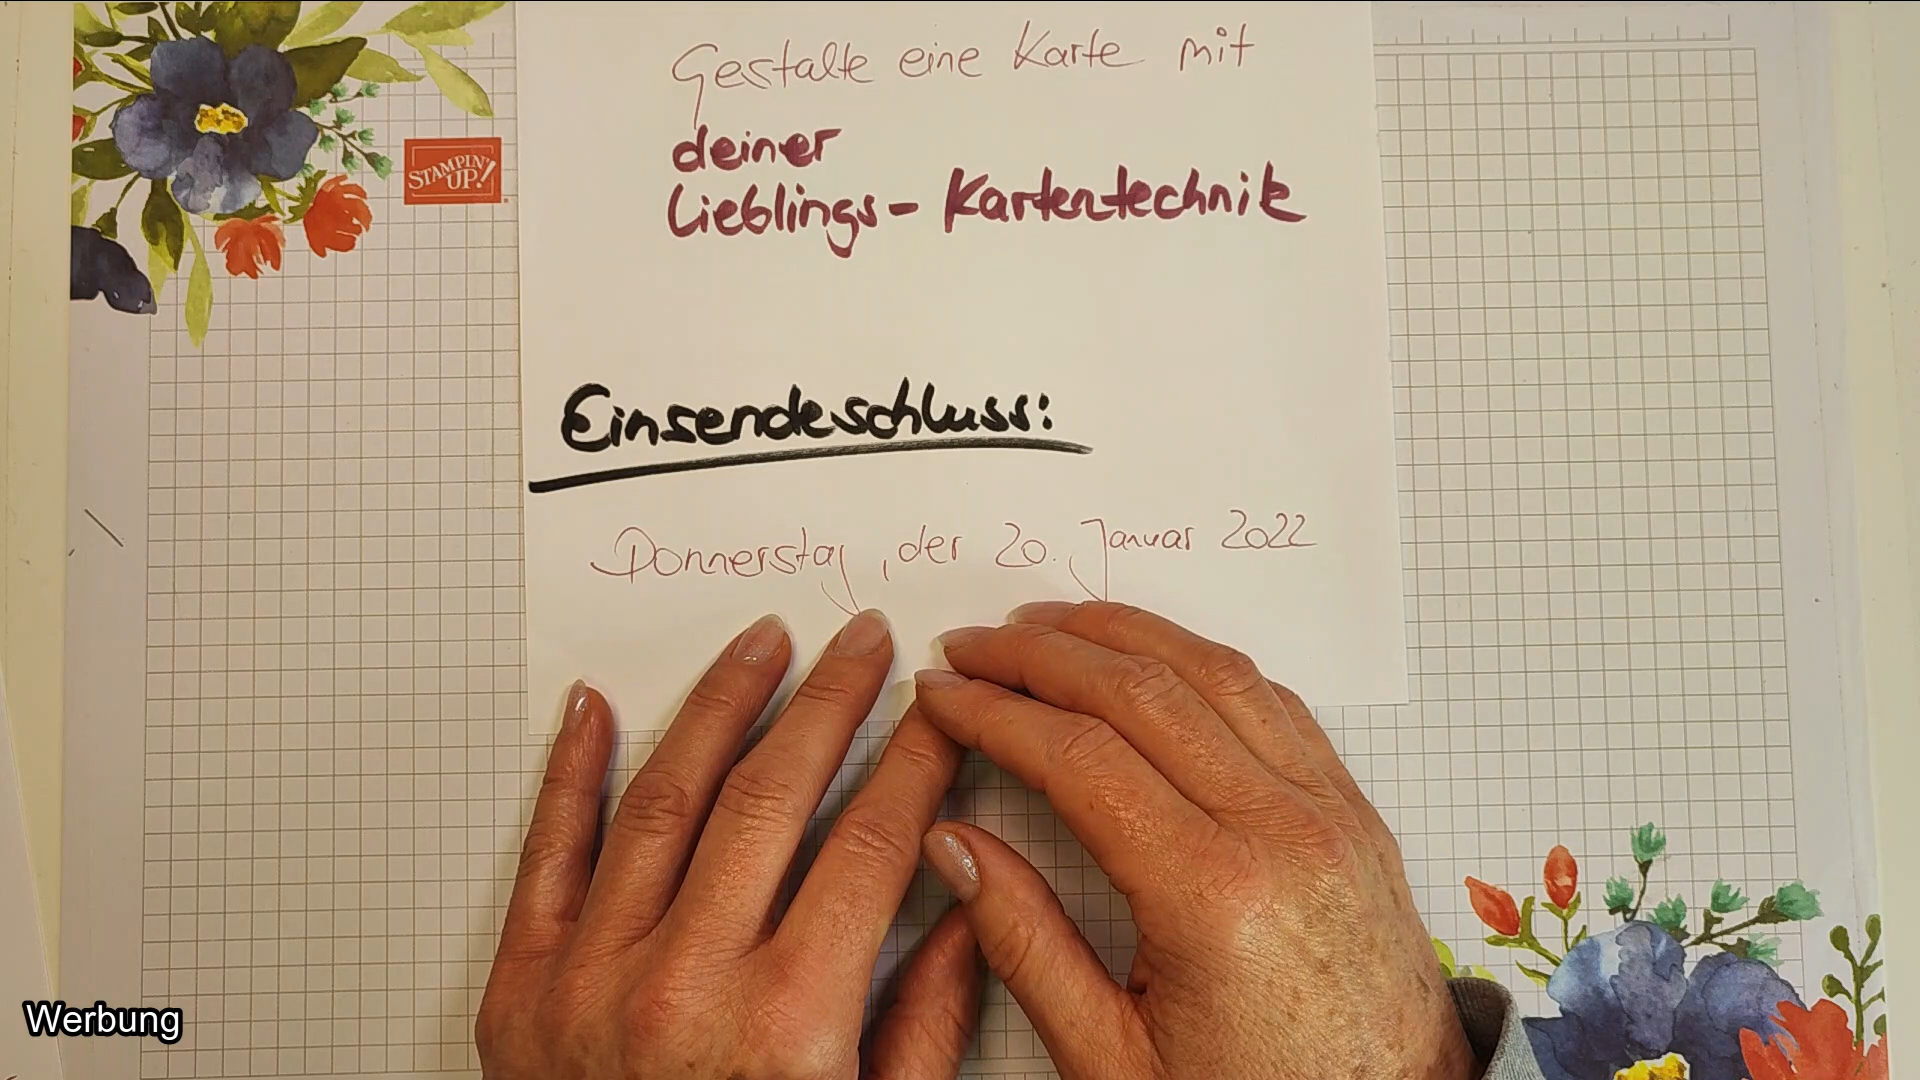 Gestalte eine Karte mit
deiner
Lieblings - Kartentechnik
STAMPIN'
UP!
Einsendeschluss:
Donnerstag, der 20. Januar 2022
Werbung